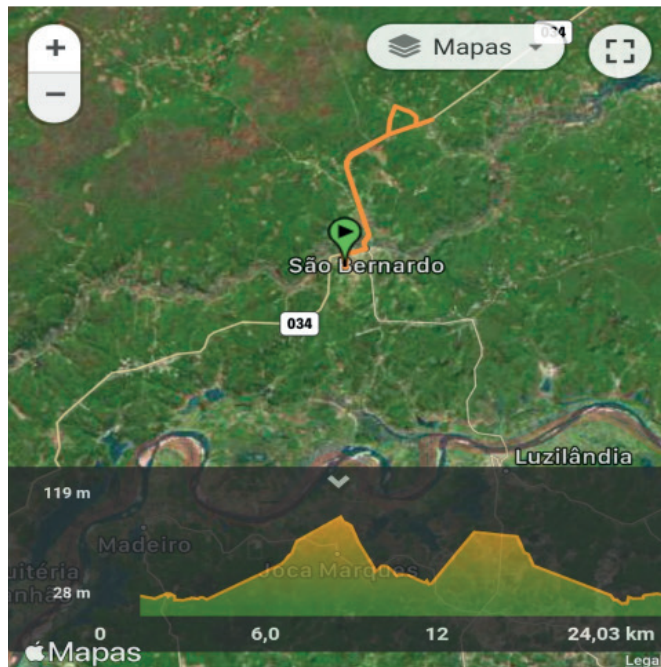 +
Mapas
034
−
São Bernardo
034
Luzilândia
119 m
Madeiro
Joca Marques
28 m
0 6,0 12 24,03 km
Mapas
Lega